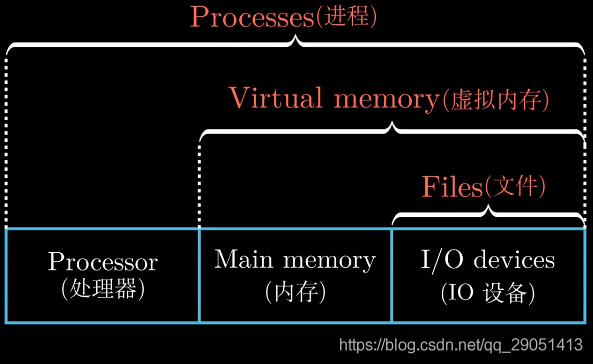 Processes(进程)
Virtual memory(虚拟内存)
Files(文件)
Processor
(处理器)
Main memory
(内存)
I/O devices
(IO 设备)
https://blog.csdn.net/qq_29051413